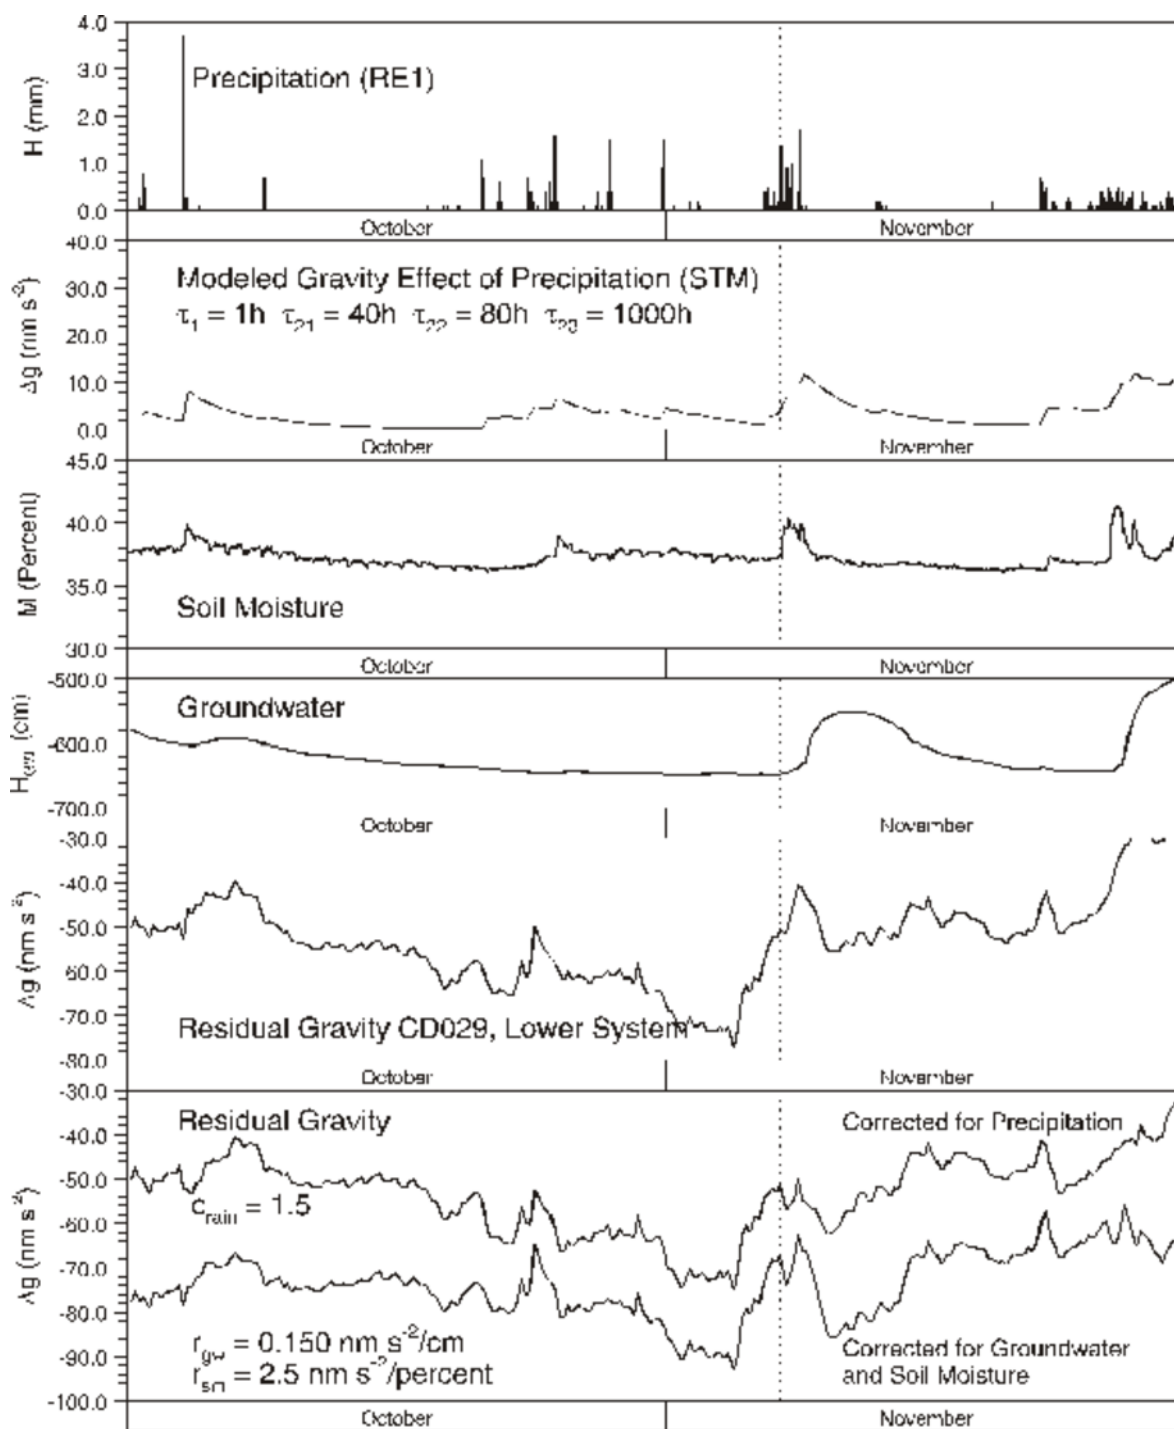 4.0
3.0
2.0
1.0
0.0
H (mm)
Precipitation (RE1)
October
November
40.0
30.0
20.0
10.0
0.0
Δg (nm s⁻²)
Modeled Gravity Effect of Precipitation (STM)
τ₁ = 1h τ₂₁ = 40h τ₂₂ = 80h τ₂₃ = 1000h
October
November
45.0
40.0
35.0
30.0
M (Percent)
Soil Moisture
October
November
-500.0
-600.0
-700.0
H (cm)
Groundwater
October
November
-30.0
-40.0
-50.0
-60.0
-70.0
-80.0
Δg (nm s⁻²)
Residual Gravity CD029, Lower System
October
November
-30.0
-40.0
-50.0
-60.0
-70.0
-80.0
-90.0
-100.0
Δg (nm s⁻²)
Residual Gravity
Corrected for Precipitation
c_rain = 1.5
r_gw = 0.150 nm s⁻²/cm
r_sm = 2.5 nm s⁻²/percent
Corrected for Groundwater
and Soil Moisture
October
November